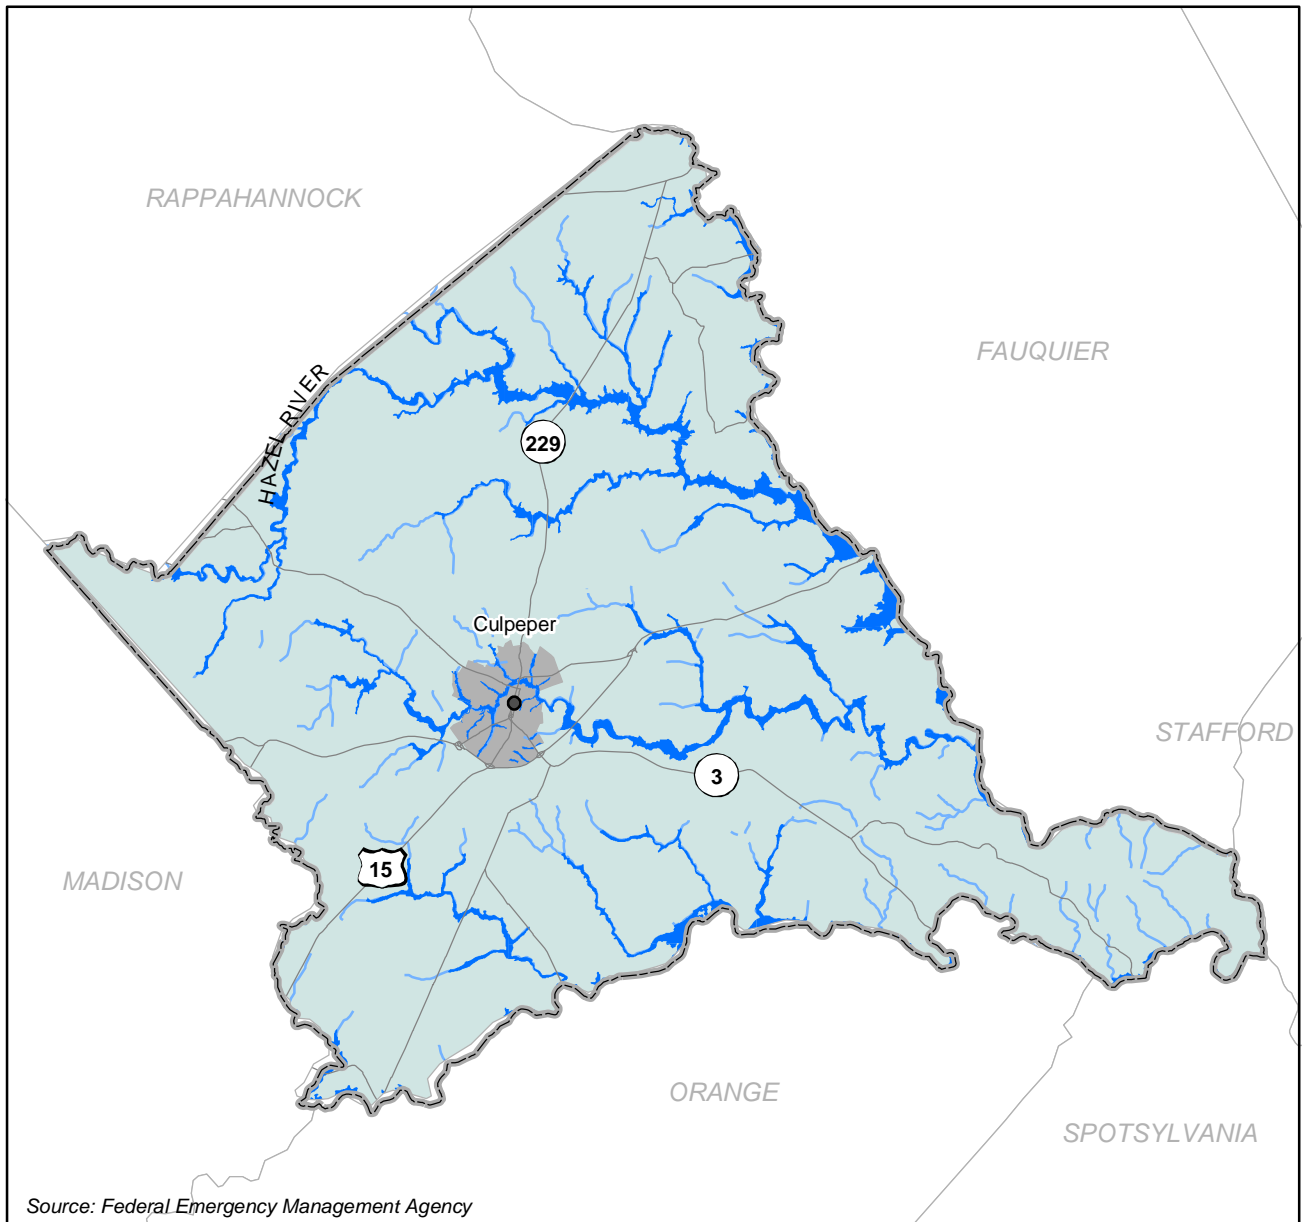 RAPPAHANNOCK
FAUQUIER
HAZEL RIVER
229
Culpeper
STAFFORD
3
15
MADISON
ORANGE
SPOTSYLVANIA
Source: Federal Emergency Management Agency